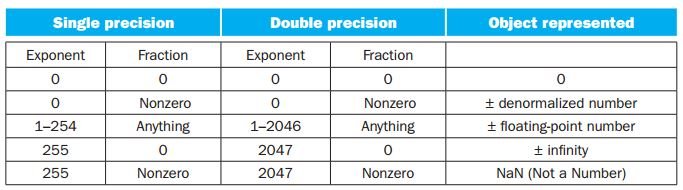 Single precision Double precision Object represented
Exponent Fraction Exponent Fraction
0 0 0 0 0
0 Nonzero 0 Nonzero ± denormalized number
1–254 Anything 1–2046 Anything ± floating-point number
255 0 2047 0 ± infinity
255 Nonzero 2047 Nonzero NaN (Not a Number)